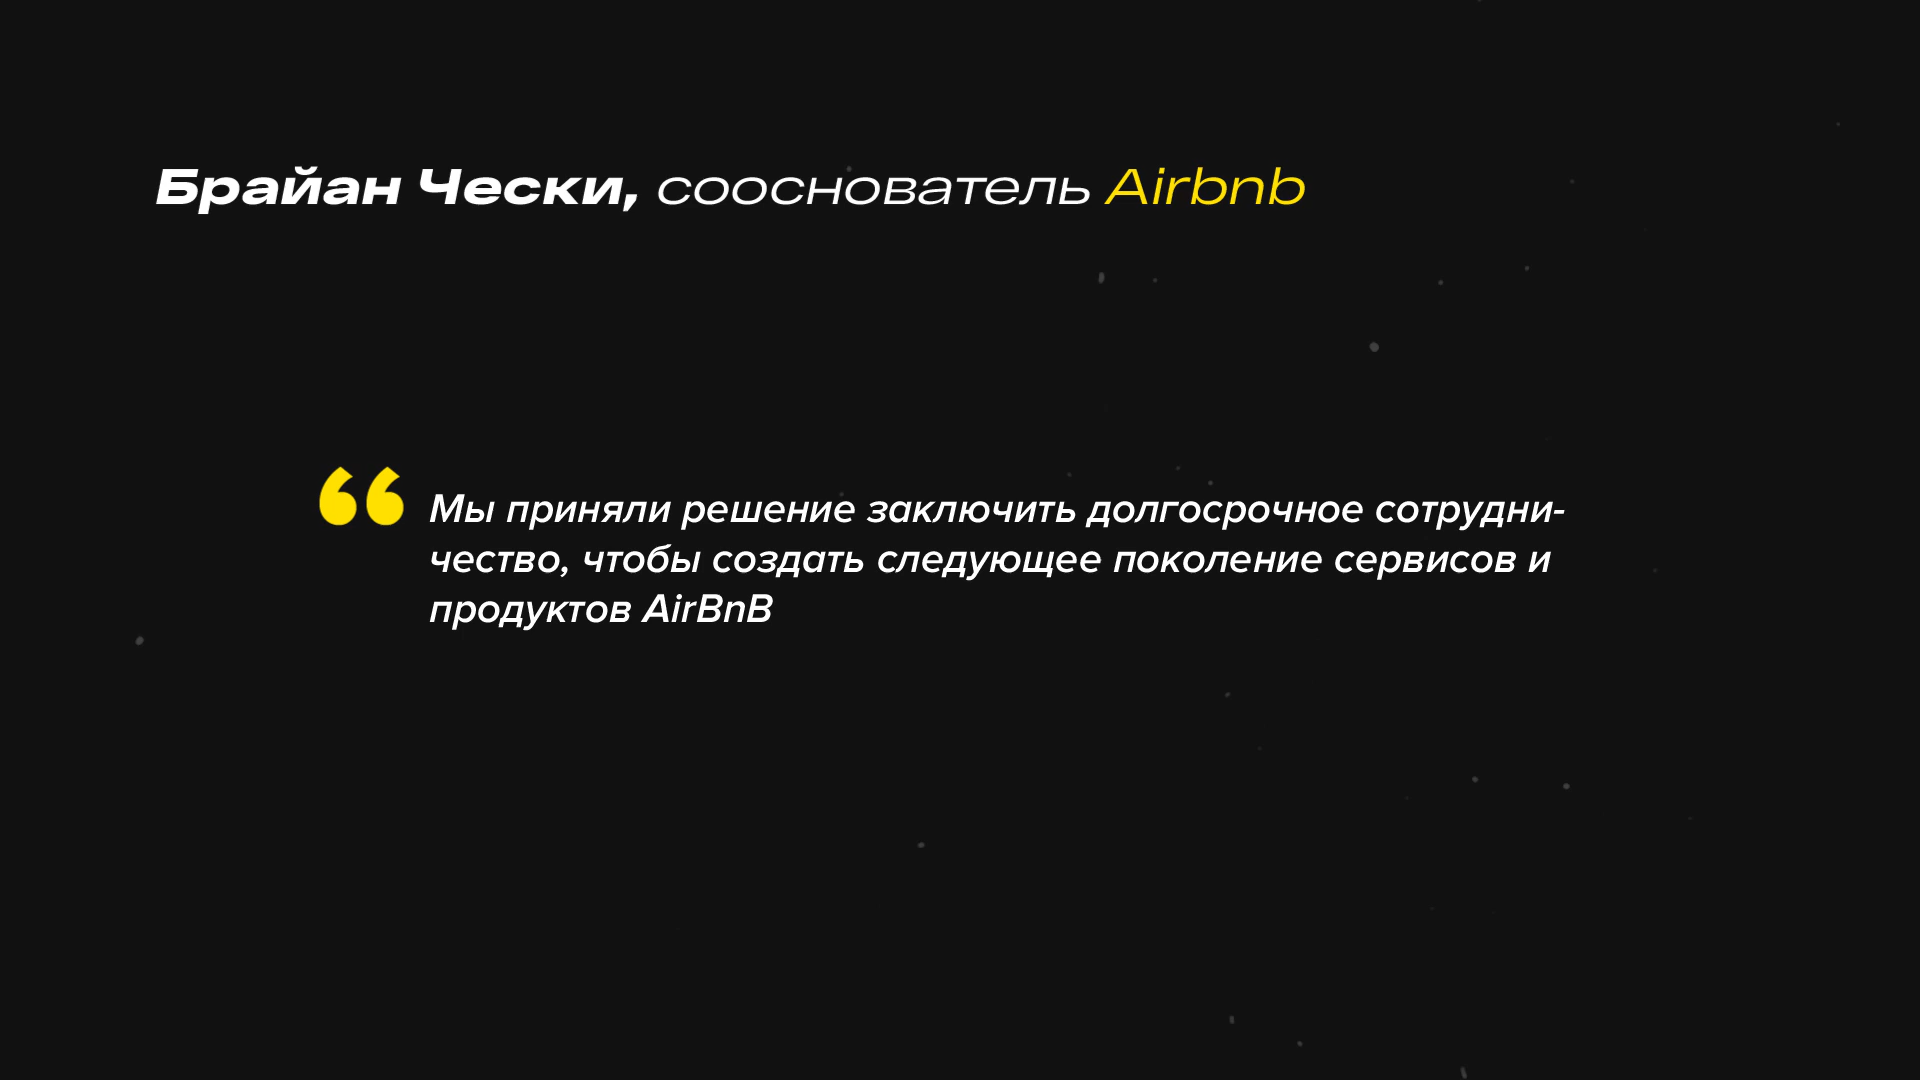 Брайан Чески, сооснователь Airbnb
Мы приняли решение заключить долгосрочное сотрудни-
чество, чтобы создать следующее поколение сервисов и
продуктов AirBnB